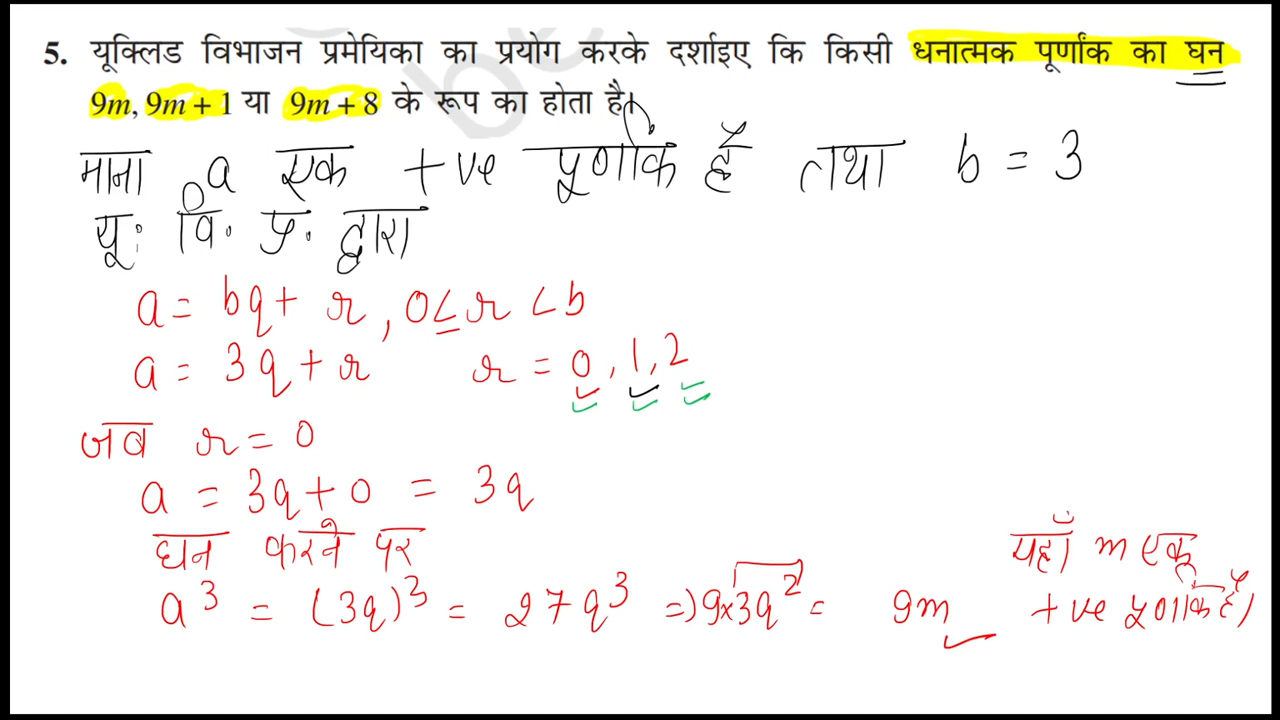 5. यूक्लिड विभाजन प्रमेयिका का प्रयोग करके दर्शाइए कि किसी धनात्मक पूर्णांक का घन
9m, 9m + 1 या 9m + 8 के रूप का होता है।
माना a एक +ve पूर्णांक है तथा b = 3
यू. वि. प्र. द्वारा
a = bq + r, 0 ≤ r < b
a = 3q + r r = 0, 1, 2
जब r = 0
a = 3q + 0 = 3q
घन करने पर
यहाँ m एक
a³ = (3q)³ = 27q³ => 9×3q² = 9m +ve पूर्णांक है।